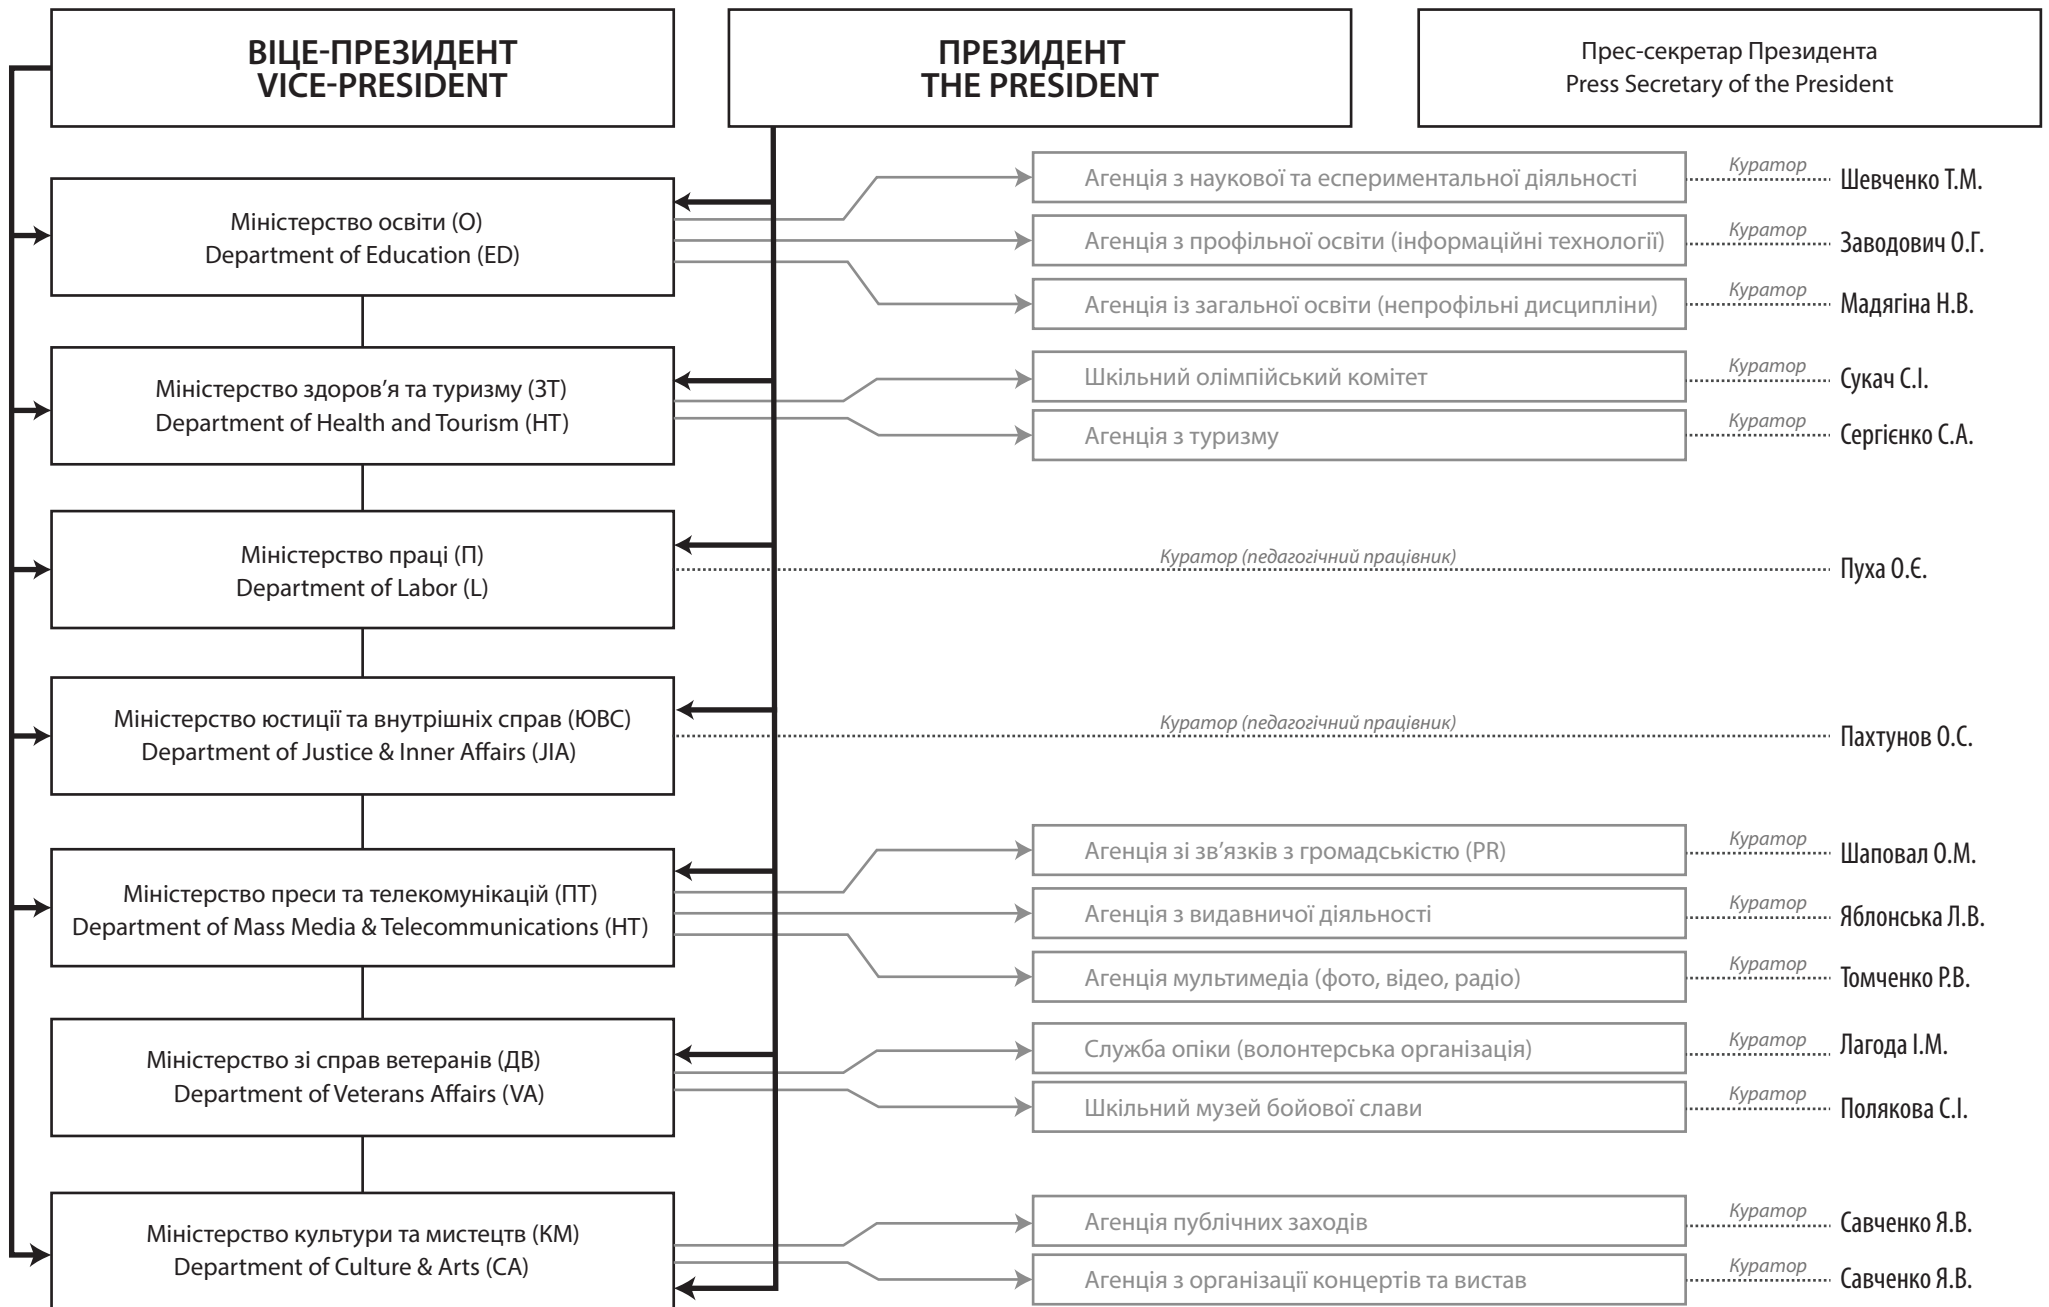 ВІЦЕ-ПРЕЗИДЕНТ
VICE-PRESIDENT
ПРЕЗИДЕНТ
THE PRESIDENT
Прес-секретар Президента
Press Secretary of the President
Міністерство освіти (О)
Department of Education (ED)
Агенція з наукової та еспериментальної діяльності
Куратор
Шевченко Т.М.
Агенція з профільної освіти (інформаційні технології)
Куратор
Заводович О.Г.
Агенція із загальної освіти (непрофільні дисципліни)
Куратор
Мадягіна Н.В.
Міністерство здоров’я та туризму (ЗТ)
Department of Health and Tourism (HT)
Шкільний олімпійський комітет
Куратор
Сукач С.І.
Агенція з туризму
Куратор
Сергієнко С.А.
Міністерство праці (П)
Department of Labor (L)
Куратор (педагогічний працівник)
Пуха О.Є.
Міністерство юстиції та внутрішніх справ (ЮВС)
Department of Justice & Inner Affairs (JIA)
Куратор (педагогічний працівник)
Пахтунов О.С.
Міністерство преси та телекомунікацій (ПТ)
Department of Mass Media & Telecommunications (HT)
Агенція зі зв’язків з громадськістю (PR)
Куратор
Шаповал О.М.
Агенція з видавничої діяльності
Куратор
Яблонська Л.В.
Агенція мультимедіа (фото, відео, радіо)
Куратор
Томченко Р.В.
Міністерство зі справ ветеранів (ДВ)
Department of Veterans Affairs (VA)
Служба опіки (волонтерська організація)
Куратор
Лагода І.М.
Шкільний музей бойової слави
Куратор
Полякова С.І.
Міністерство культури та мистецтв (КМ)
Department of Culture & Arts (CA)
Агенція публічних заходів
Куратор
Савченко Я.В.
Агенція з організації концертів та вистав
Куратор
Савченко Я.В.